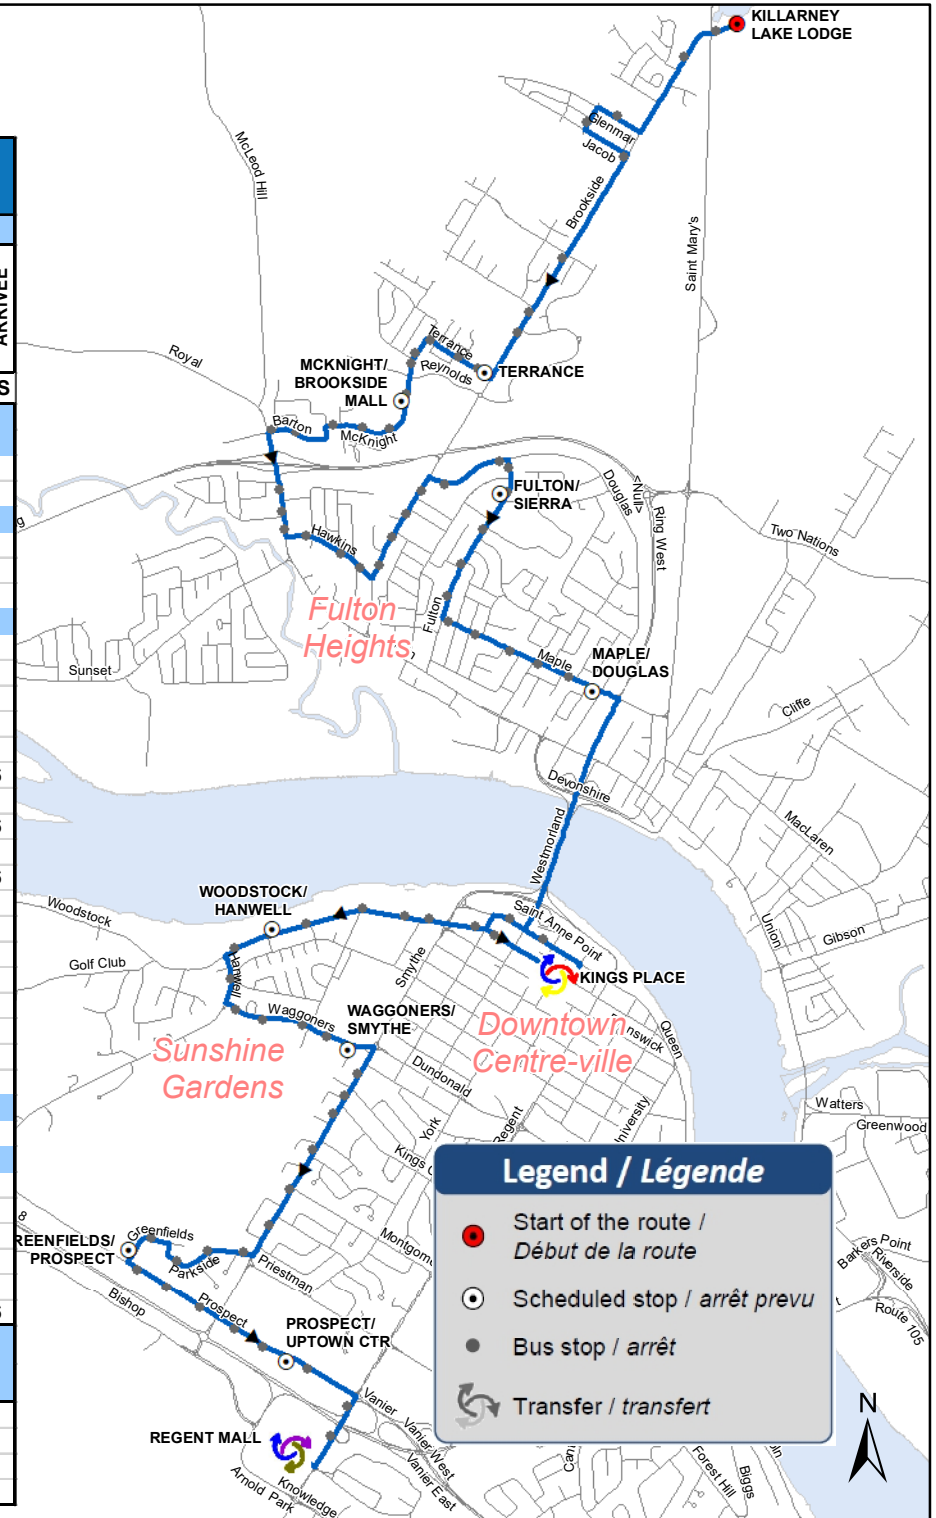 KILLARNEY
LAKE LODGE
Glenmar
Jacob
McLeod Hill
Brookside
Saint Mary's
ARRIVÉE
Royal
Terrance
Reynolds
TERRANCE
MCKNIGHT/
BROOKSIDE
MALL
S
Barton
McKnight
FULTON/
SIERRA
Douglas
<Null>
Ring West
Two Nations
g
Hawkins
Fulton
Heights
Fulton
Sunset
Maple
MAPLE/
DOUGLAS
Cliffe
Devonshire
MacLaren
Westmorland
WOODSTOCK/
HANWELL
Woodstock
Saint Anne Point
Union
Gibson
Golf Club
Hanwell
Smythe
KINGS PLACE
Waggoners
WAGGONERS/
SMYTHE
Downtown
Centre-ville
Queen
Sunshine
Gardens
Dundonald
Watters
Greenwood
York
Regent
University
Legend / Légende
Start of the route /
Début de la route
Scheduled stop / arrêt prevu
Bus stop / arrêt
Transfer / transfert
8
REENFIELDS/
PROSPECT
Greenfields
Parkside
Priestman
Montgom
Barkers Point
Riverside
Route 105
Bishop
Prospect
PROSPECT/
UPTOWN CTR
Vanier
N
REGENT MALL
Vanier West
Vanier East
Knowledge
Arnold Park
Forest Hill
Biggs